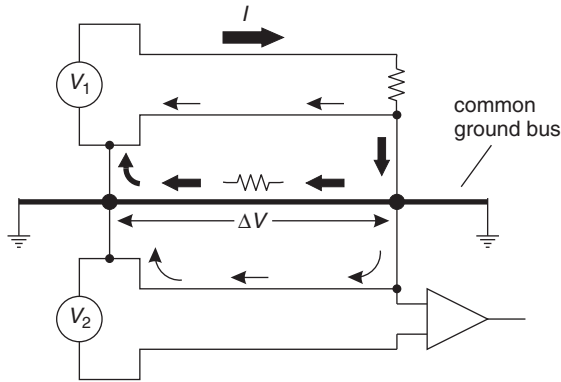 I
V1
common
ground bus
ΔV
V2